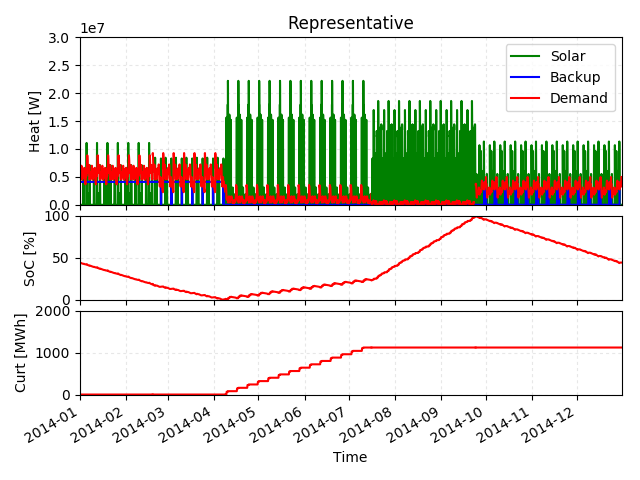 Representative
1e7
3.0
2.5
2.0
1.5
1.0
0.5
0.0
Heat [W]
Solar
Backup
Demand
100
50
0
SoC [%]
2000
1000
0
Curt [MWh]
2014-01
2014-02
2014-03
2014-04
2014-05
2014-06
2014-07
2014-08
2014-09
2014-10
2014-11
2014-12
Time